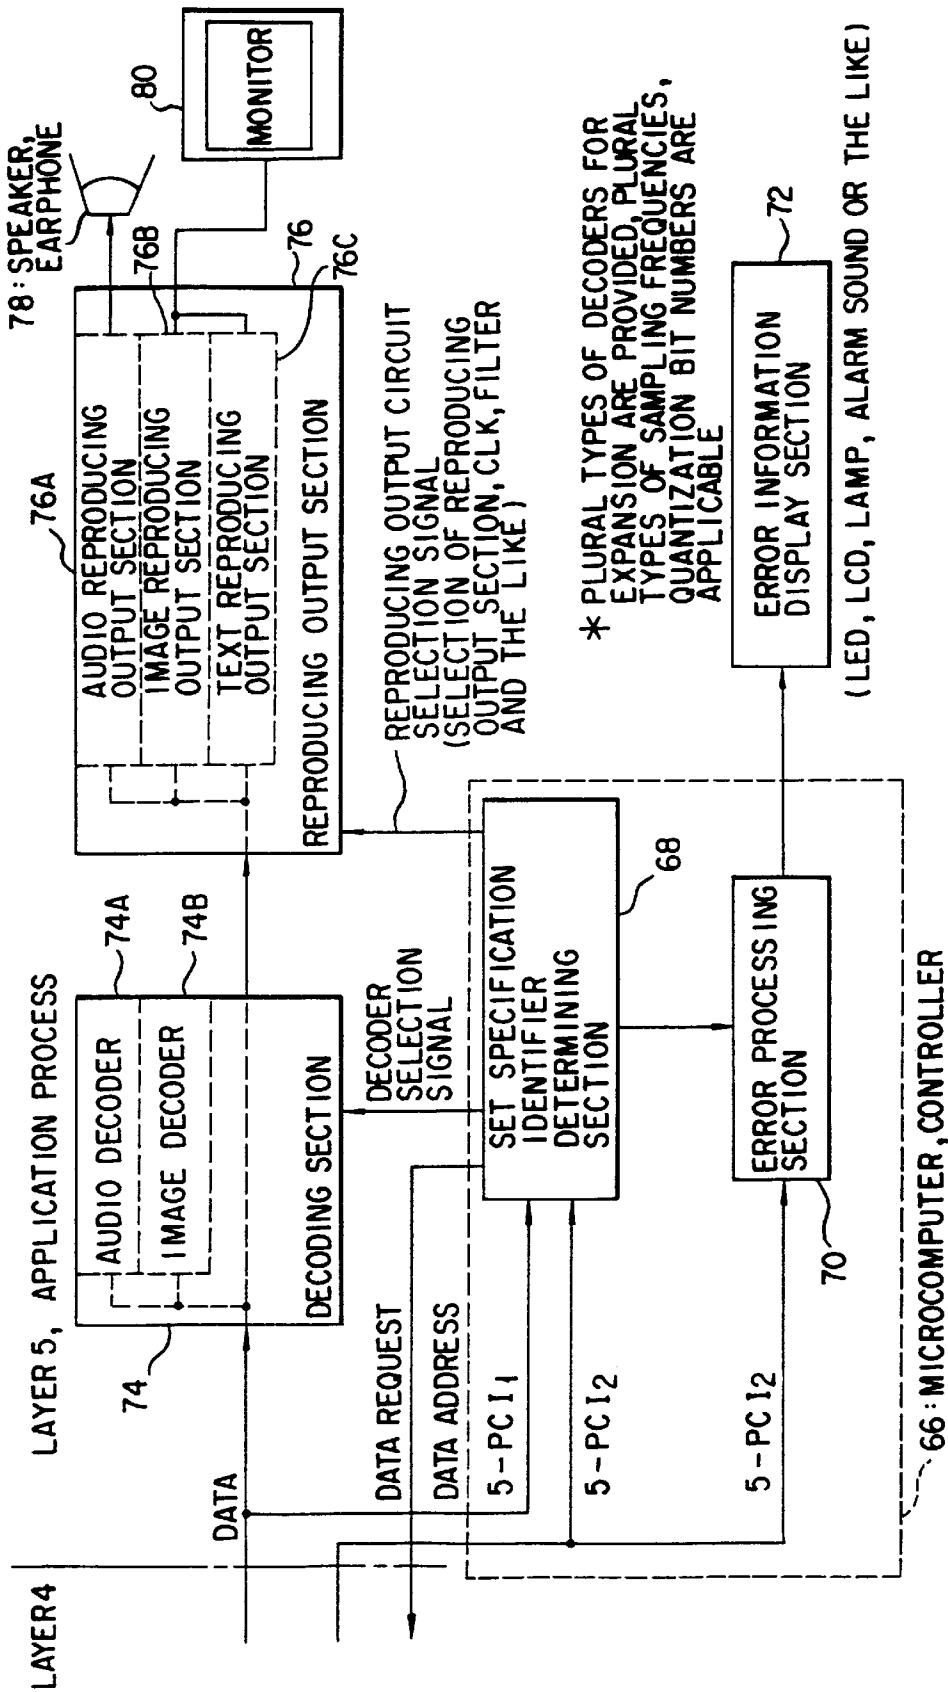 LAYER4
LAYER 5, APPLICATION PROCESS
DATA
74
AUDIO DECODER
74A
IMAGE DECODER
74B
DECODING SECTION
76A
AUDIO REPRODUCING
OUTPUT SECTION
IMAGE REPRODUCING
OUTPUT SECTION
TEXT REPRODUCING
OUTPUT SECTION
REPRODUCING OUTPUT SECTION
78: SPEAKER,
EARPHONE
76B
76
76C
80
MONITOR
DATA REQUEST
DATA ADDRESS
DECODER
SELECTION
SIGNAL
REPRODUCING OUTPUT CIRCUIT
SELECTION SIGNAL
(SELECTION OF REPRODUCING
OUTPUT SECTION, CLK, FILTER
AND THE LIKE)
5-PCI1
5-PCI2
SET SPECIFICATION
IDENTIFIER
DETERMINING
SECTION
68
* PLURAL TYPES OF DECODERS FOR
EXPANSION ARE PROVIDED, PLURAL
TYPES OF SAMPLING FREQUENCIES,
QUANTIZATION BIT NUMBERS ARE
APPLICABLE
5-PCI2
70
ERROR PROCESSING
SECTION
ERROR INFORMATION
DISPLAY SECTION
72
(LED, LCD, LAMP, ALARM SOUND OR THE LIKE)
66: MICROCOMPUTER, CONTROLLER